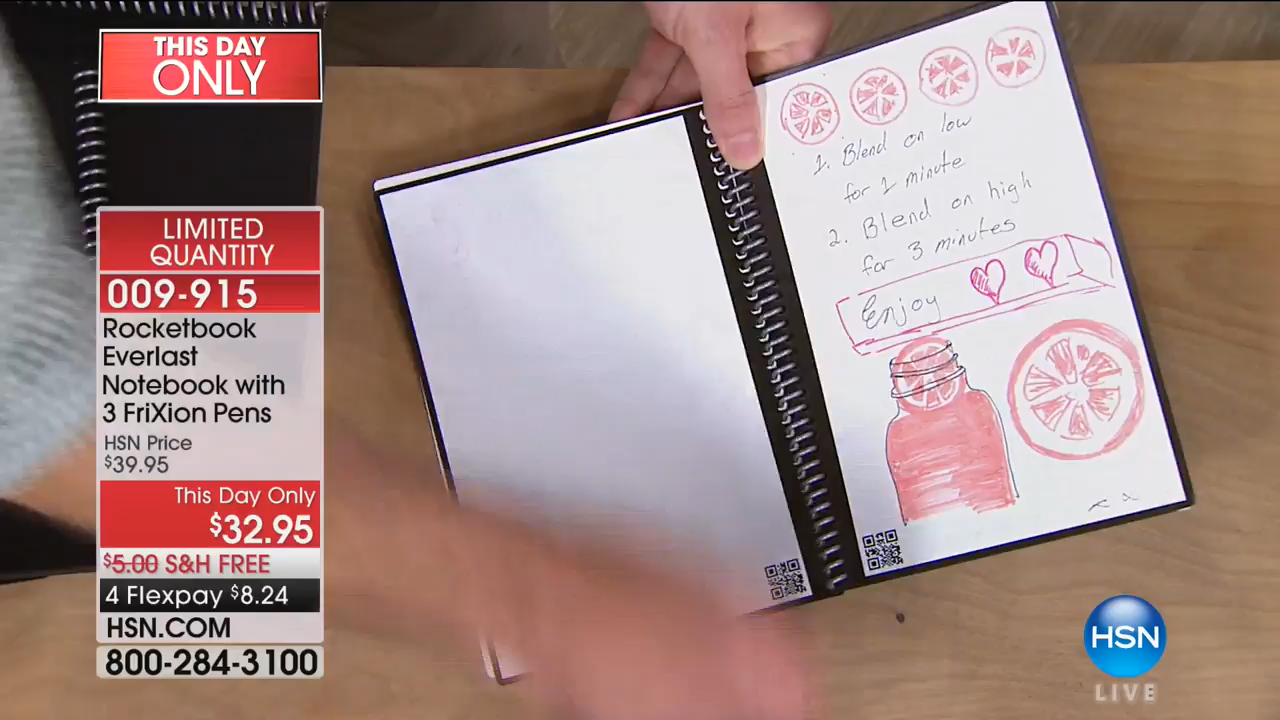 THIS DAY
ONLY
LIMITED
QUANTITY
009-915
Rocketbook
Everlast
Notebook with
3 FriXion Pens
HSN Price
$39.95
This Day Only
$32.95
$5.00 S&H FREE
4 Flexpay $8.24
HSN.COM
800-284-3100
1. Blend on low
for 1 minute
2. Blend on high
for 3 minutes
Enjoy
HSN
LIVE